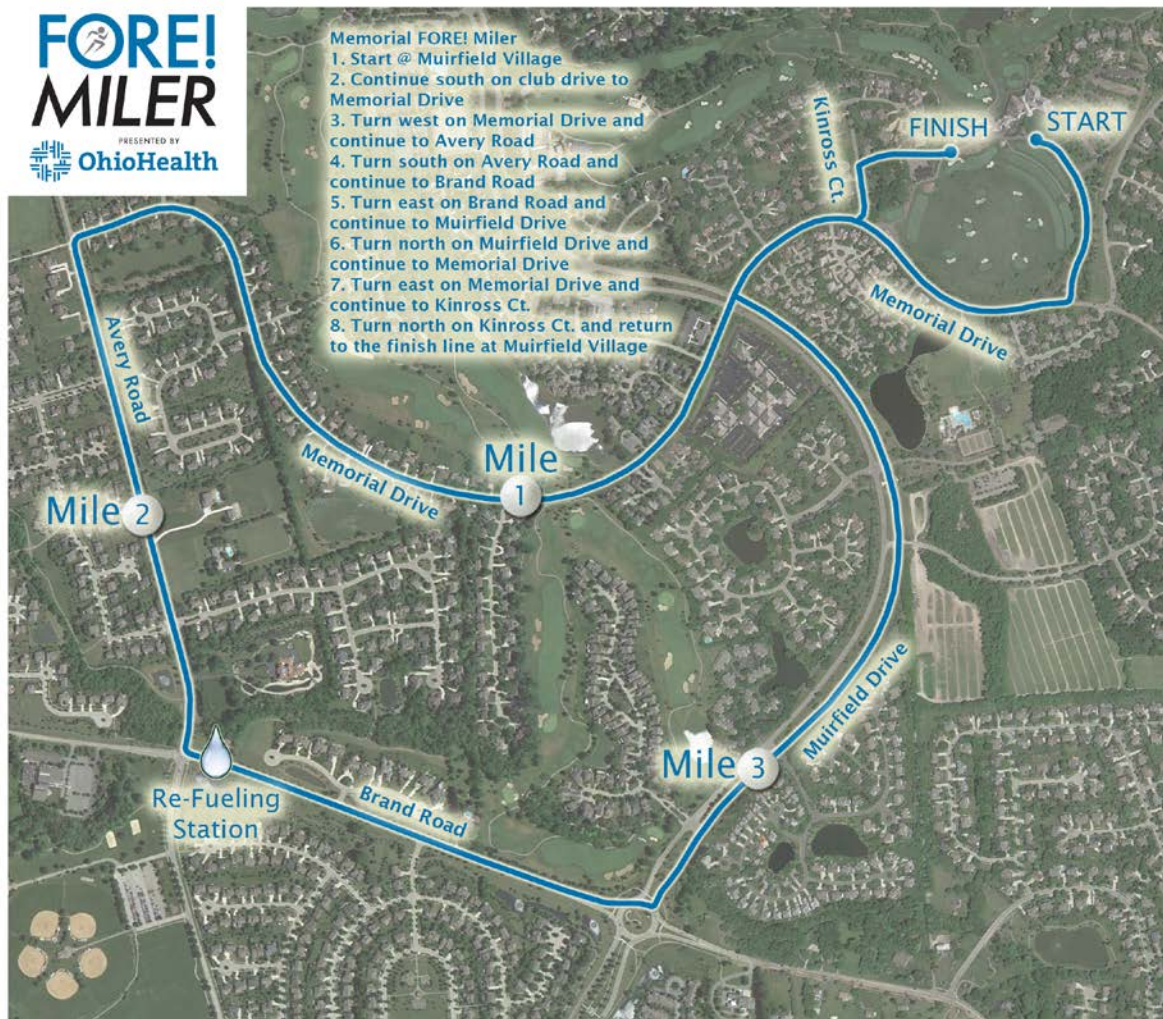 FORE!
MILER
PRESENTED BY
OhioHealth
Memorial FORE! Miler
1. Start @ Muirfield Village
2. Continue south on club drive to
Memorial Drive
3. Turn west on Memorial Drive and
continue to Avery Road
4. Turn south on Avery Road and
continue to Brand Road
5. Turn east on Brand Road and
continue to Muirfield Drive
6. Turn north on Muirfield Drive and
continue to Memorial Drive
7. Turn east on Memorial Drive and
continue to Kinross Ct.
8. Turn north on Kinross Ct. and return
to the finish line at Muirfield Village
Kinross Ct.
FINISH
START
Memorial Drive
Avery Road
Memorial Drive
Mile
1
Mile 2
Muirfield Drive
Mile 3
Re-Fueling
Station
Brand Road